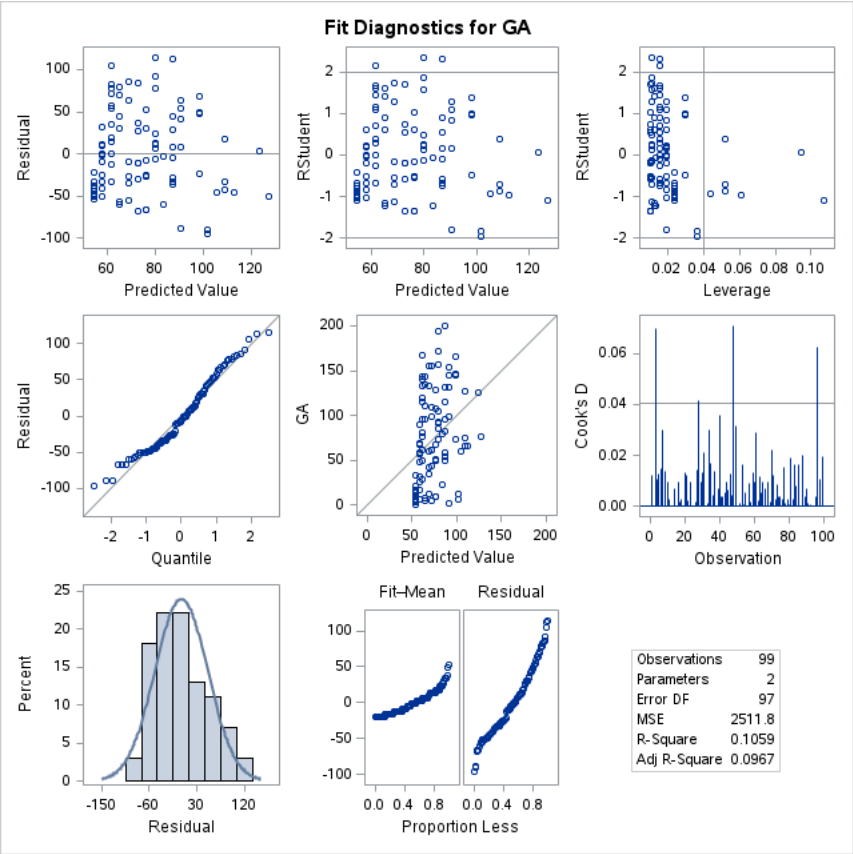 Fit Diagnostics for GA
100
50
0
-50
-100
Residual
60 80 100 120
Predicted Value
2
1
0
-1
-2
RStudent
60 80 100 120
Predicted Value
2
1
0
-1
-2
RStudent
0.02 0.04 0.06 0.08 0.10
Leverage
100
50
0
-50
-100
Residual
-2 -1 0 1 2
Quantile
200
150
100
50
0
GA
0 50 100 150 200
Predicted Value
0.06
0.04
0.02
0.00
Cook's D
0 20 40 60 80 100
Observation
25
20
15
10
5
0
Percent
-150 -60 30 120
Residual
Fit–Mean Residual
100
50
0
-50
-100
0.0 0.4 0.8 0.0 0.4 0.8
Proportion Less
Observations 99
Parameters 2
Error DF 97
MSE 2511.8
R-Square 0.1059
Adj R-Square 0.0967